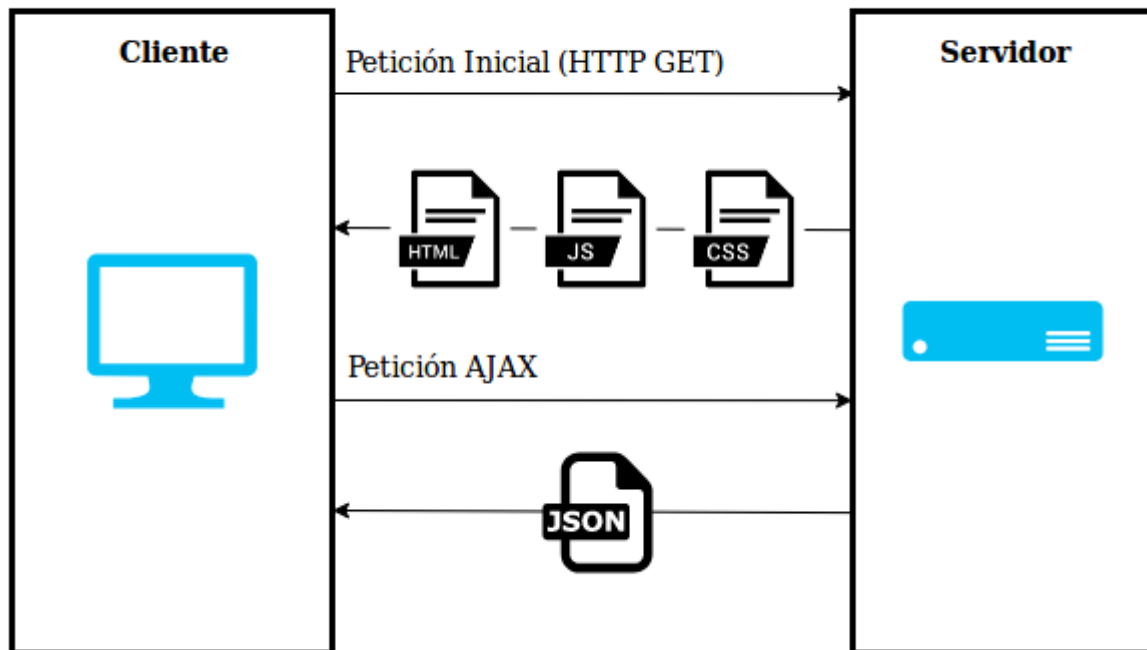 Cliente
Petición Inicial (HTTP GET)
Servidor
HTML
JS
CSS
Petición AJAX
JSON